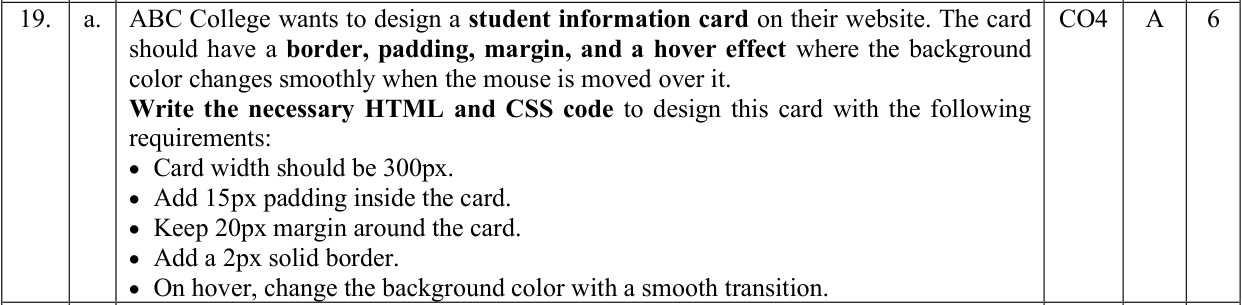 19. a. ABC College wants to design a student information card on their website. The card CO4 A 6
should have a border, padding, margin, and a hover effect where the background
color changes smoothly when the mouse is moved over it.
Write the necessary HTML and CSS code to design this card with the following
requirements:
• Card width should be 300px.
• Add 15px padding inside the card.
• Keep 20px margin around the card.
• Add a 2px solid border.
• On hover, change the background color with a smooth transition.